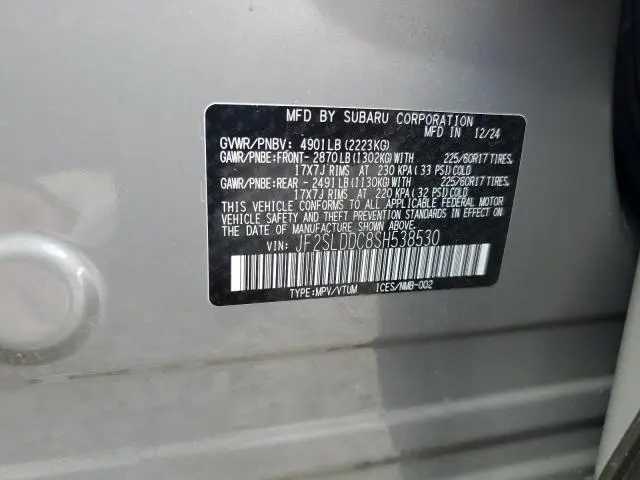 MFD BY SUBARU CORPORATION
MFD IN 12/24
GVWR/PNBV: 4901LB (2223KG)
GAWR/PNBE:FRONT- 2870LB (1302KG)WITH 225/60R17 TIRES,
17X7J RIMS AT 230 KPA (33 PSI)COLD
GAWR/PNBE:REAR - 2491LB (1130KG)WITH 225/60R17 TIRES,
17X7J RIMS AT 220 KPA (32 PSI)COLD
THIS VEHICLE CONFORMS TO ALL APPLICABLE FEDERAL MOTOR
VEHICLE SAFETY AND BUMPER STANDARDS IN EFFECT ON
THE DATE OF MANUFACTURE SHOWN ABOVE.
VIN: JF2SLDDC8SH538530
TYPE:MPV/VTUM ICES/NMB-002